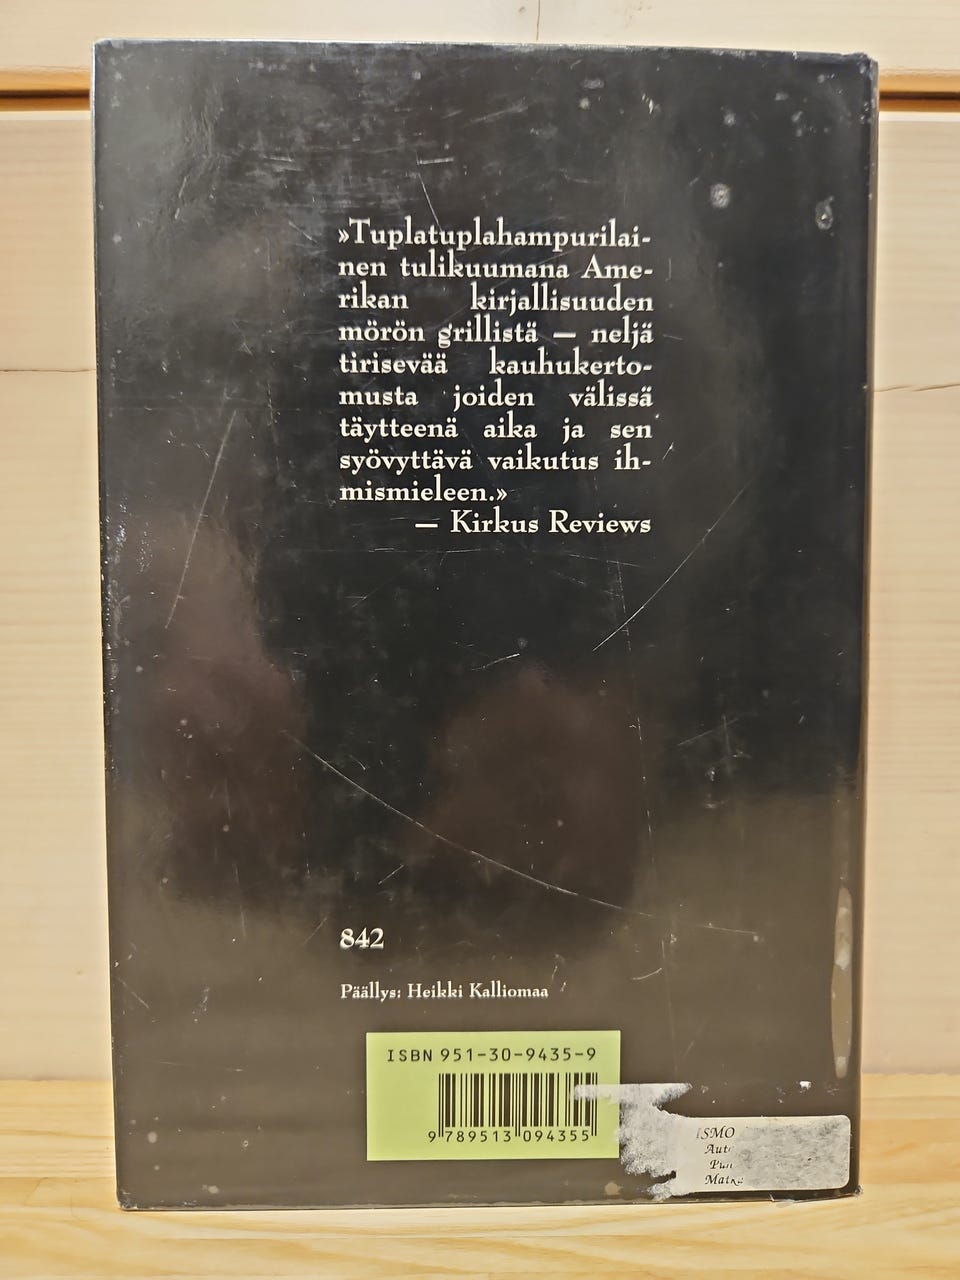 »Tuplatuplahampurilai-
nen tulikuumana Ame-
rikan kirjallisuuden
mörön grillistä — neljä
tirisevää kauhukerto-
musta joiden välissä
täytteenä aika ja sen
syövyttävä vaikutus ih-
mismieleen.»
— Kirkus Reviews
842
Päällys: Heikki Kalliomaa
ISBN 951-30-9435-9
9 789513 094355
ISMO